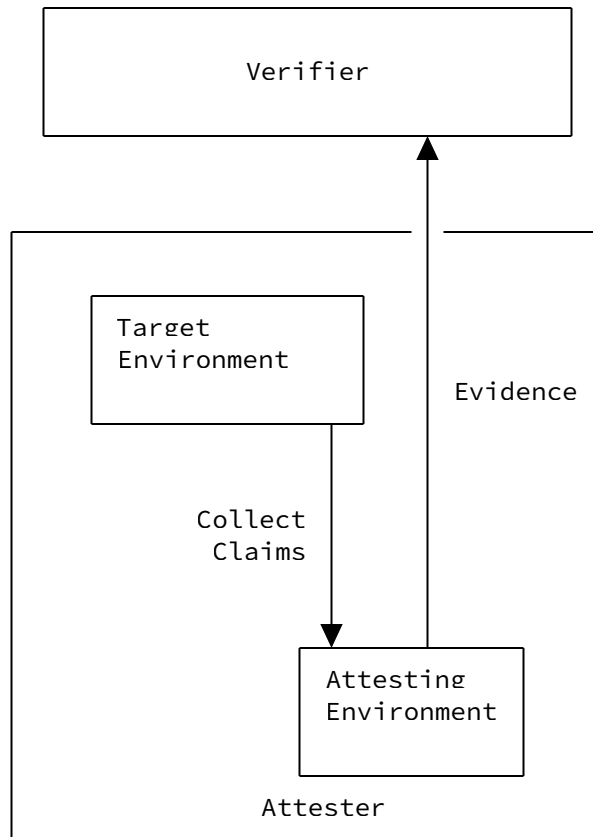 Verifier
Target
Environment
Evidence
Collect
Claims
Attesting
Environment
Attester